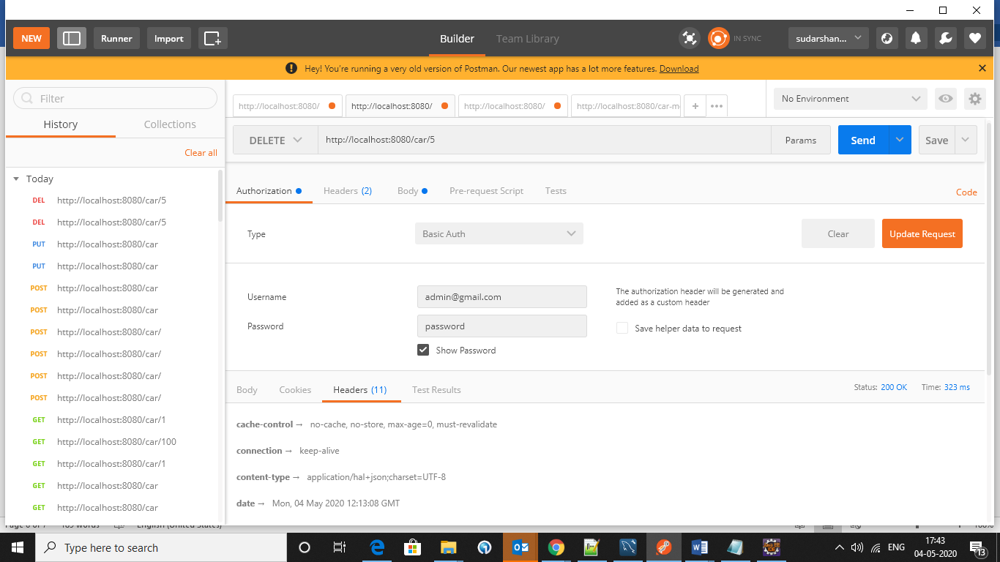 NEW
Runner
Import
Builder
Team Library
IN SYNC
sudarshan...
Hey! You're running a very old version of Postman. Our newest app has a lot more features. Download
Filter
History
Collections
Clear all
Today
DEL http://localhost:8080/car/5
DEL http://localhost:8080/car/5
PUT http://localhost:8080/car
PUT http://localhost:8080/car
POST http://localhost:8080/car
POST http://localhost:8080/car
POST http://localhost:8080/car/
POST http://localhost:8080/car/
POST http://localhost:8080/car/
POST http://localhost:8080/car/
GET http://localhost:8080/car/1
GET http://localhost:8080/car/100
GET http://localhost:8080/car/1
GET http://localhost:8080/car
GET http://localhost:8080/car
http://localhost:8080/
http://localhost:8080/
http://localhost:8080/
http://localhost:8080/car-m
No Environment
DELETE
http://localhost:8080/car/5
Params
Send
Save
Authorization
Headers (2)
Body
Pre-request Script
Tests
Code
Type
Basic Auth
Clear
Update Request
Username
admin@gmail.com
The authorization header will be generated and
added as a custom header
Password
password
Save helper data to request
Show Password
Body
Cookies
Headers (11)
Test Results
Status: 200 OK
Time: 323 ms
cache-control → no-cache, no-store, max-age=0, must-revalidate
connection → keep-alive
content-type → application/hal+json;charset=UTF-8
date → Mon, 04 May 2020 12:13:08 GMT
Type here to search
ENG
17:43
04-05-2020
13